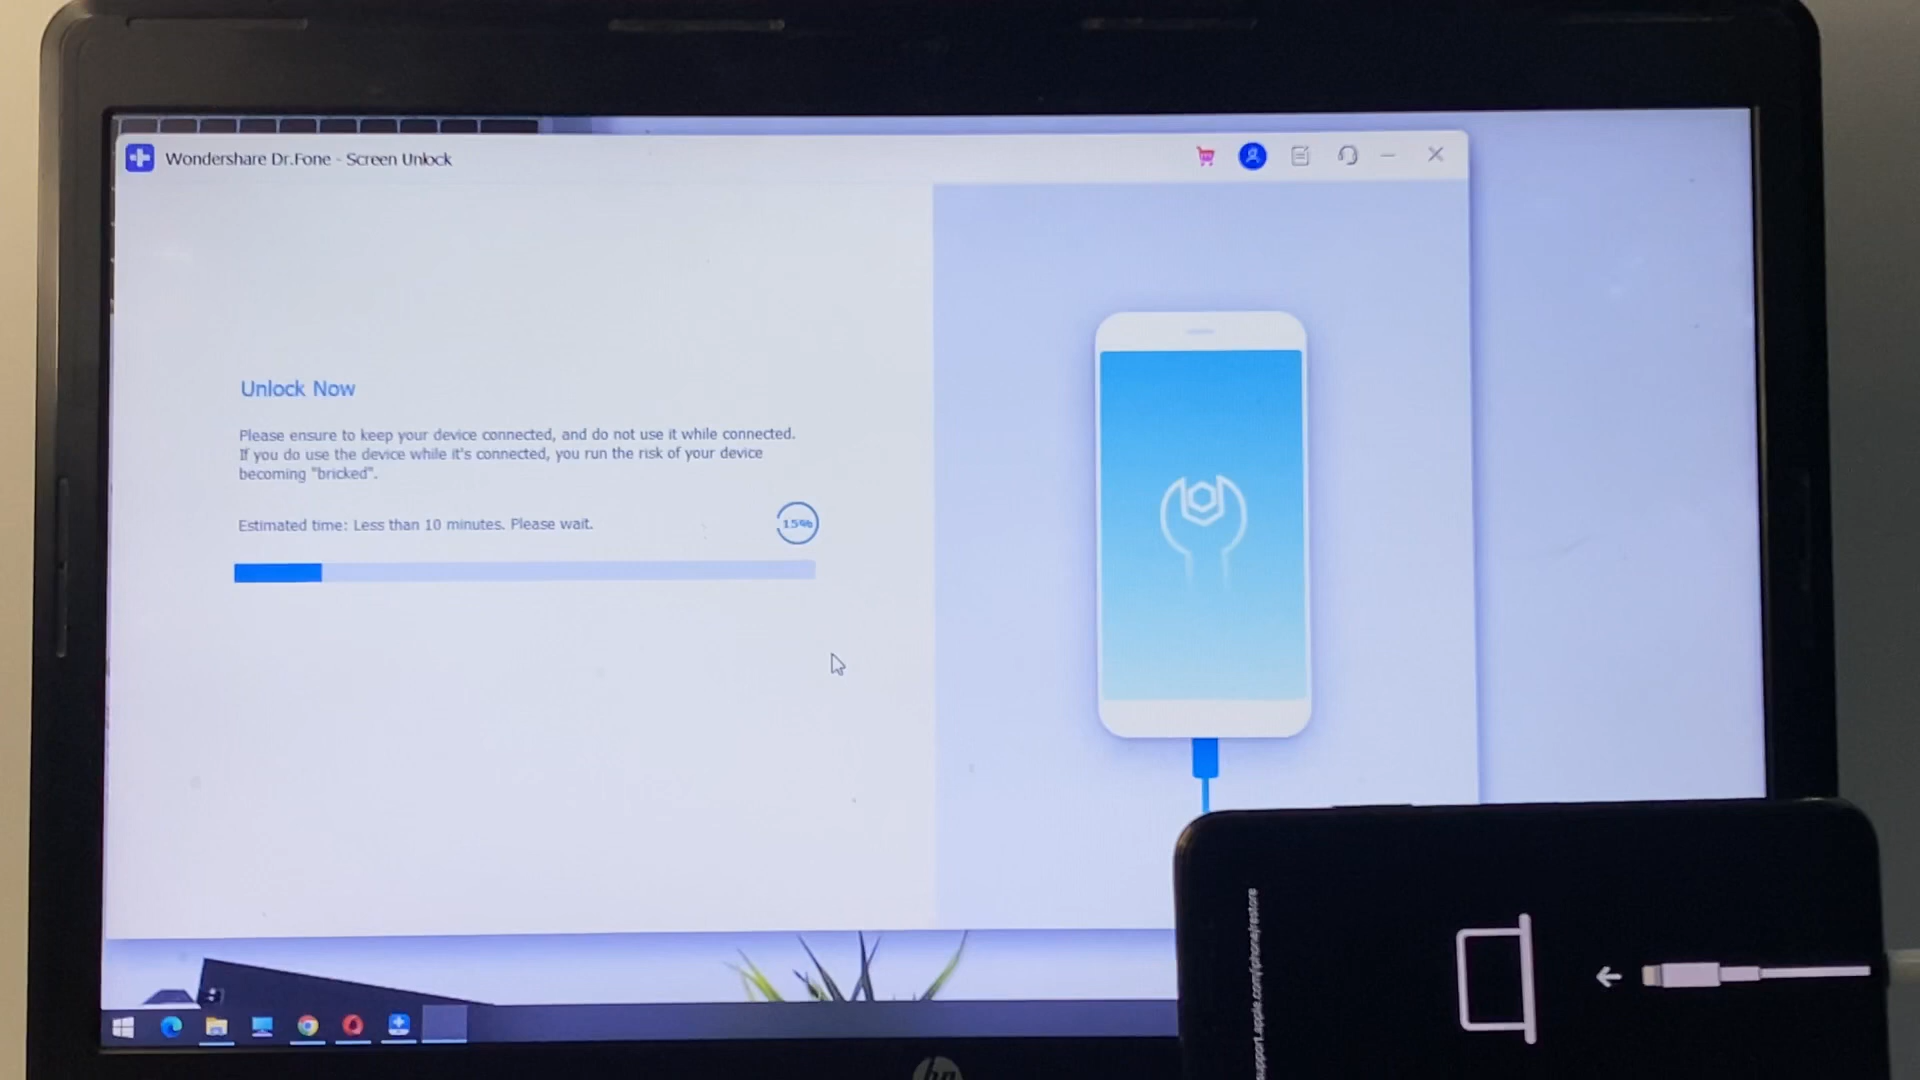 Wondershare Dr.Fone - Screen Unlock
Unlock Now
Please ensure to keep your device connected, and do not use it while connected.
If you do use the device while it's connected, you run the risk of your device
becoming "bricked".
Estimated time: Less than 10 minutes. Please wait.
15%
support.apple.com/iphone/restore
hp